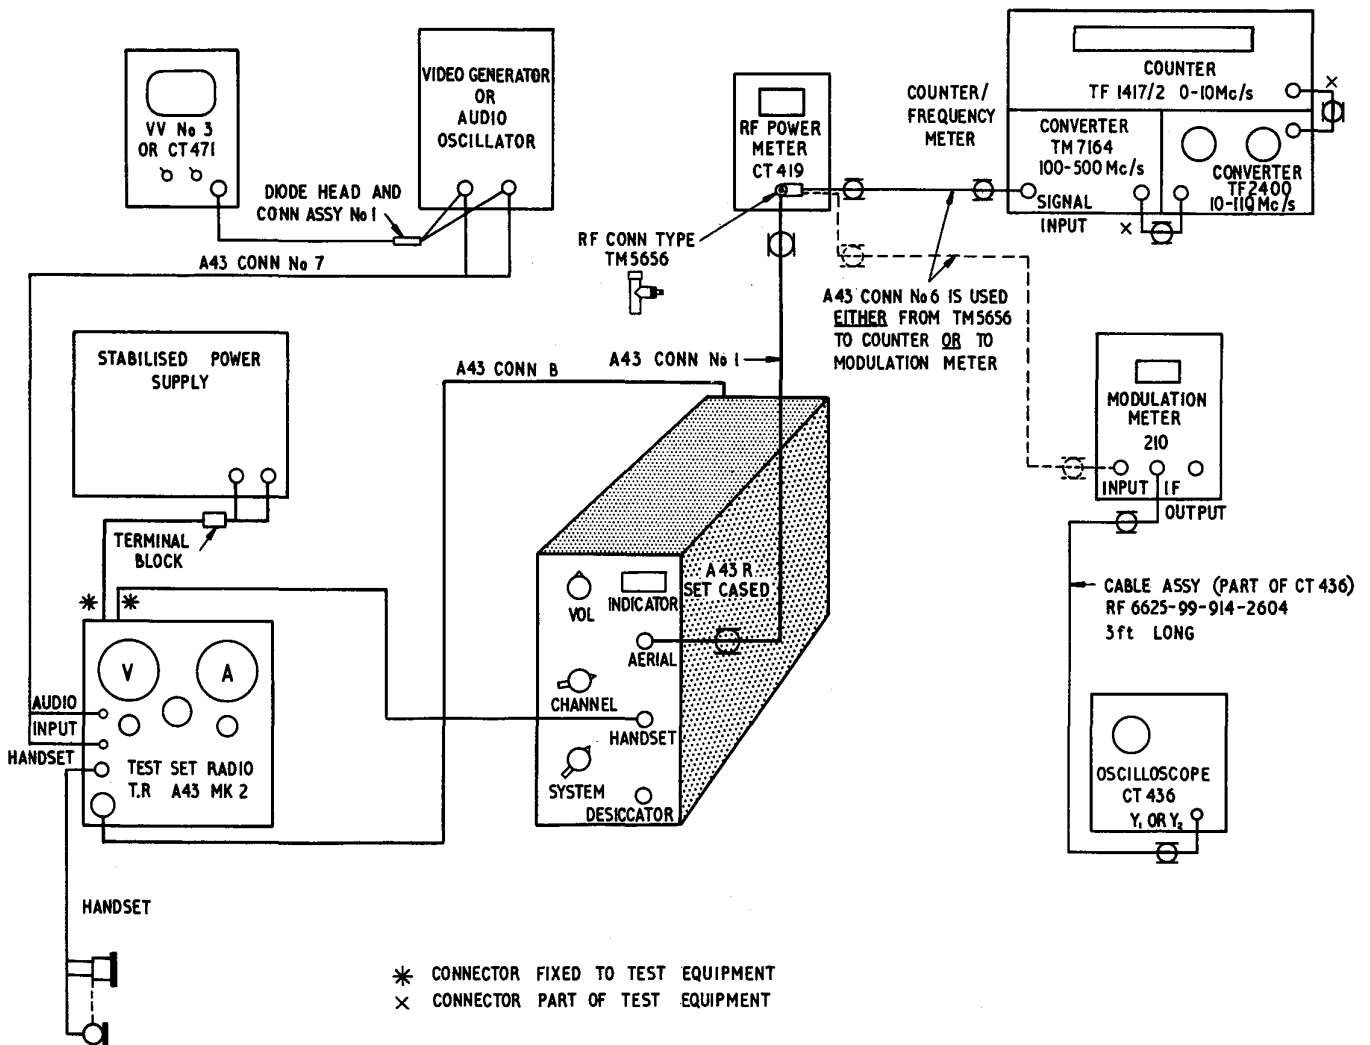 VV No 3
OR CT471
VIDEO GENERATOR
OR
AUDIO
OSCILLATOR
DIODE HEAD AND
CONN ASSY No 1
A43 CONN No 7
RF POWER
METER
CT 419
RF CONN TYPE
TM 5656
COUNTER/
FREQUENCY
METER
COUNTER
TF 1417/2 0-10Mc/s
CONVERTER
TM 7164
100-500 Mc/s
CONVERTER
TF2400
10-110Mc/s
SIGNAL
INPUT
×
×
A43 CONN No 6 IS USED
EITHER FROM TM5656
TO COUNTER OR TO
MODULATION METER
STABILISED POWER
SUPPLY
TERMINAL
BLOCK
A43 CONN B
A43 CONN No 1
MODULATION
METER
210
INPUT IF
OUTPUT
CABLE ASSY (PART OF CT 436)
RF 6625-99-914-2604
3ft LONG
A43 R
SET CASED
VOL
INDICATOR
AERIAL
CHANNEL
HANDSET
SYSTEM
DESICCATOR
* *
V A
AUDIO
INPUT
HANDSET
TEST SET RADIO
T.R A43 MK 2
OSCILLOSCOPE
CT 436
Y₁ OR Y₂
HANDSET
* CONNECTOR FIXED TO TEST EQUIPMENT
× CONNECTOR PART OF TEST EQUIPMENT